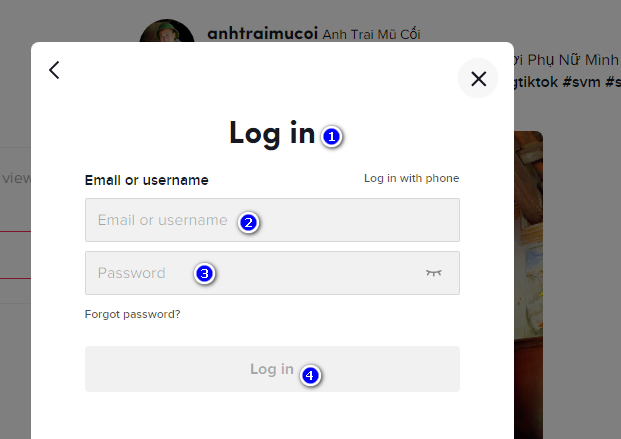 anhtraimucoi Anh Trai Mũ Cối
ời Phụ Nữ Mình
gtiktok #svm #s
Log in 1
Email or username
Log in with phone
view
Email or username 2
Password 3
Forgot password?
Log in 4